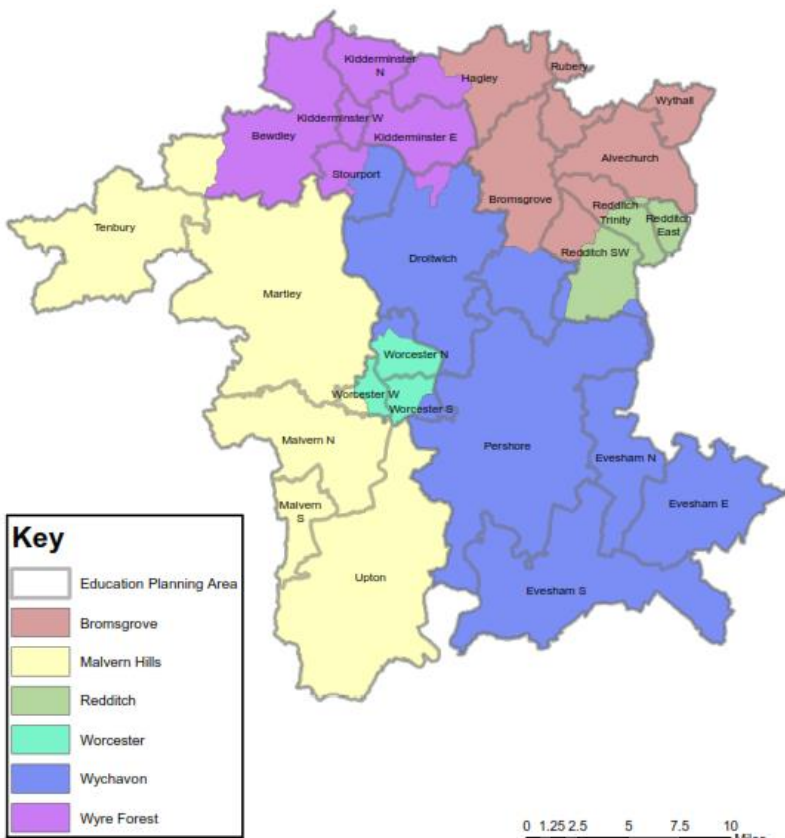 Kidderminster
N
Hagley
Rubery
Wythall
Kidderminster W
Kidderminster E
Bewdley
Alvechurch
Stourport
Bromsgrove
Redditch
Trinity
Redditch
East
Tenbury
Redditch SW
Droitwich
Martley
Worcester N
Worcester W
Worcester S
Malvern N
Pershore
Evesham N
Malvern
S
Evesham E
Upton
Evesham S
Key
Education Planning Area
Bromsgrove
Malvern Hills
Redditch
Worcester
Wychavon
Wyre Forest
0 1.25 2.5 5 7.5 10
Miles